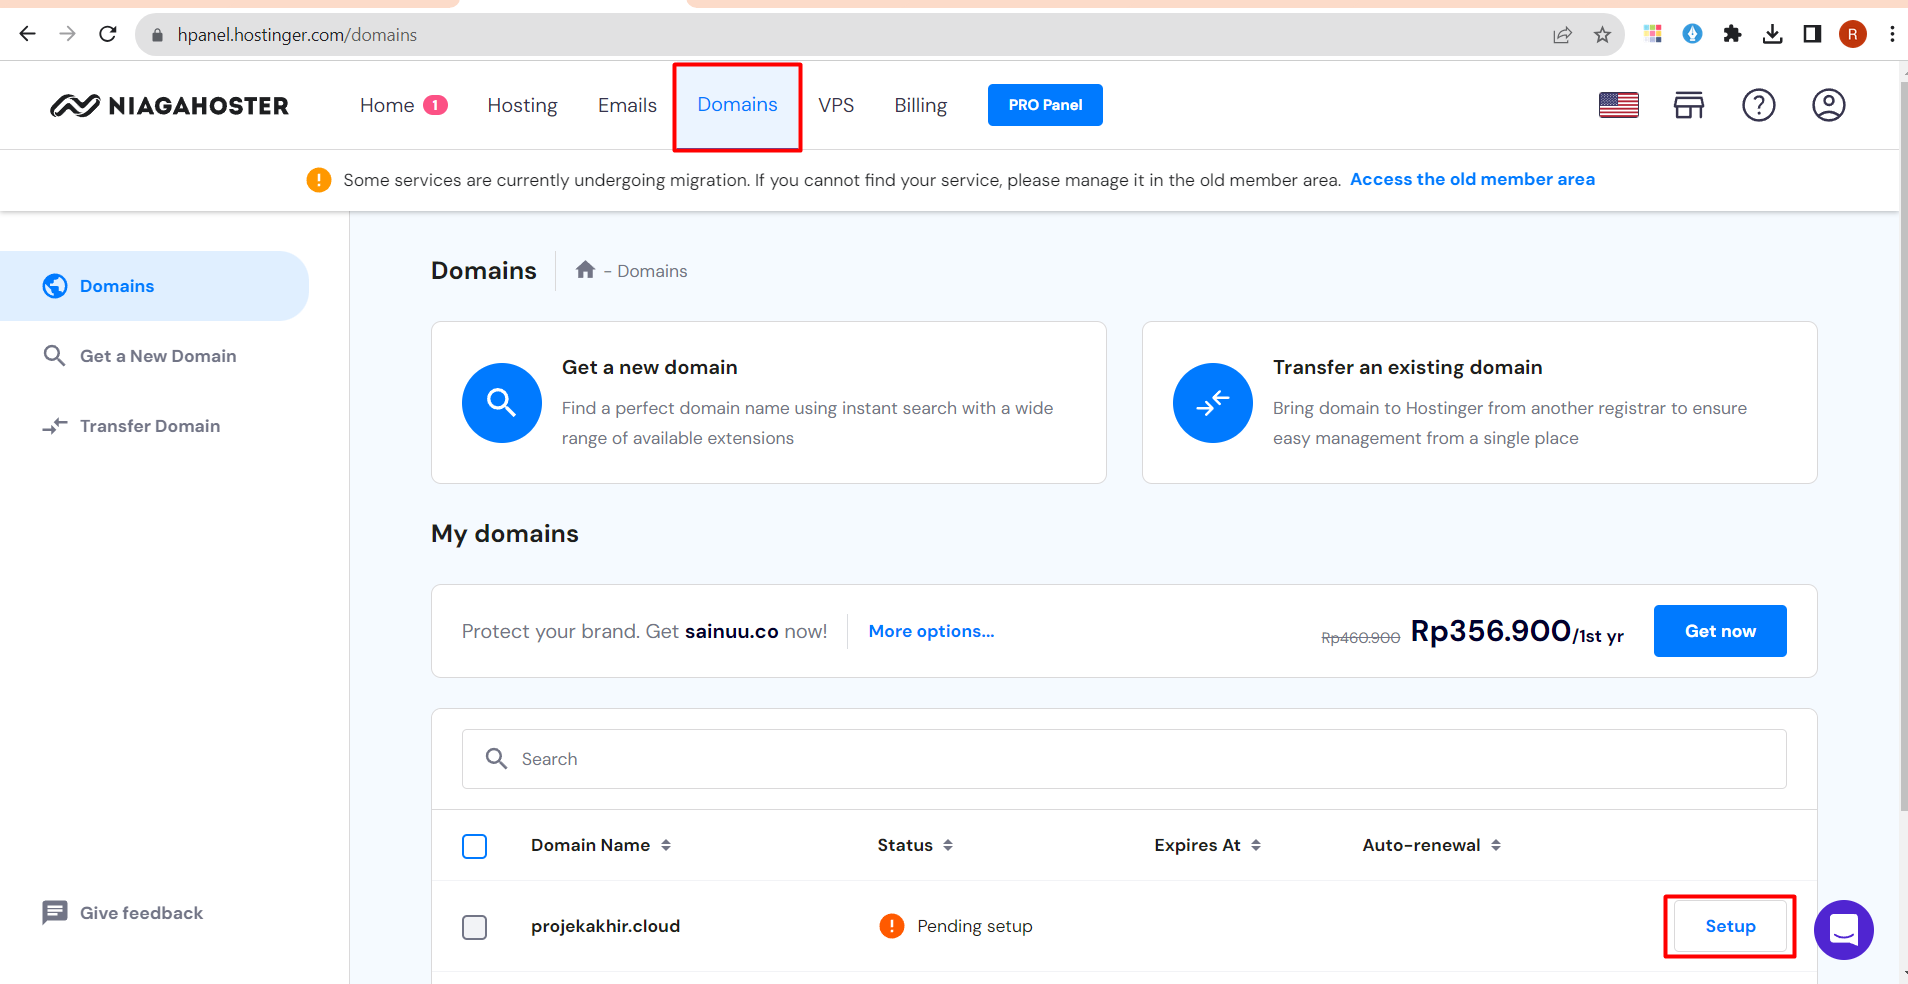 hpanel.hostinger.com/domains
R
NIAGAHOSTER
Home 1 Hosting Emails Domains VPS Billing PRO Panel
Some services are currently undergoing migration. If you cannot find your service, please manage it in the old member area. Access the old member area
Domains
Get a New Domain
Transfer Domain
Give feedback
Domains - Domains
Get a new domain
Find a perfect domain name using instant search with a wide
range of available extensions
Transfer an existing domain
Bring domain to Hostinger from another registrar to ensure
easy management from a single place
My domains
Protect your brand. Get sainuu.co now! More options... Rp460.900 Rp356.900/1st yr Get now
Search
Domain Name Status Expires At Auto-renewal
projekakhir.cloud Pending setup Setup